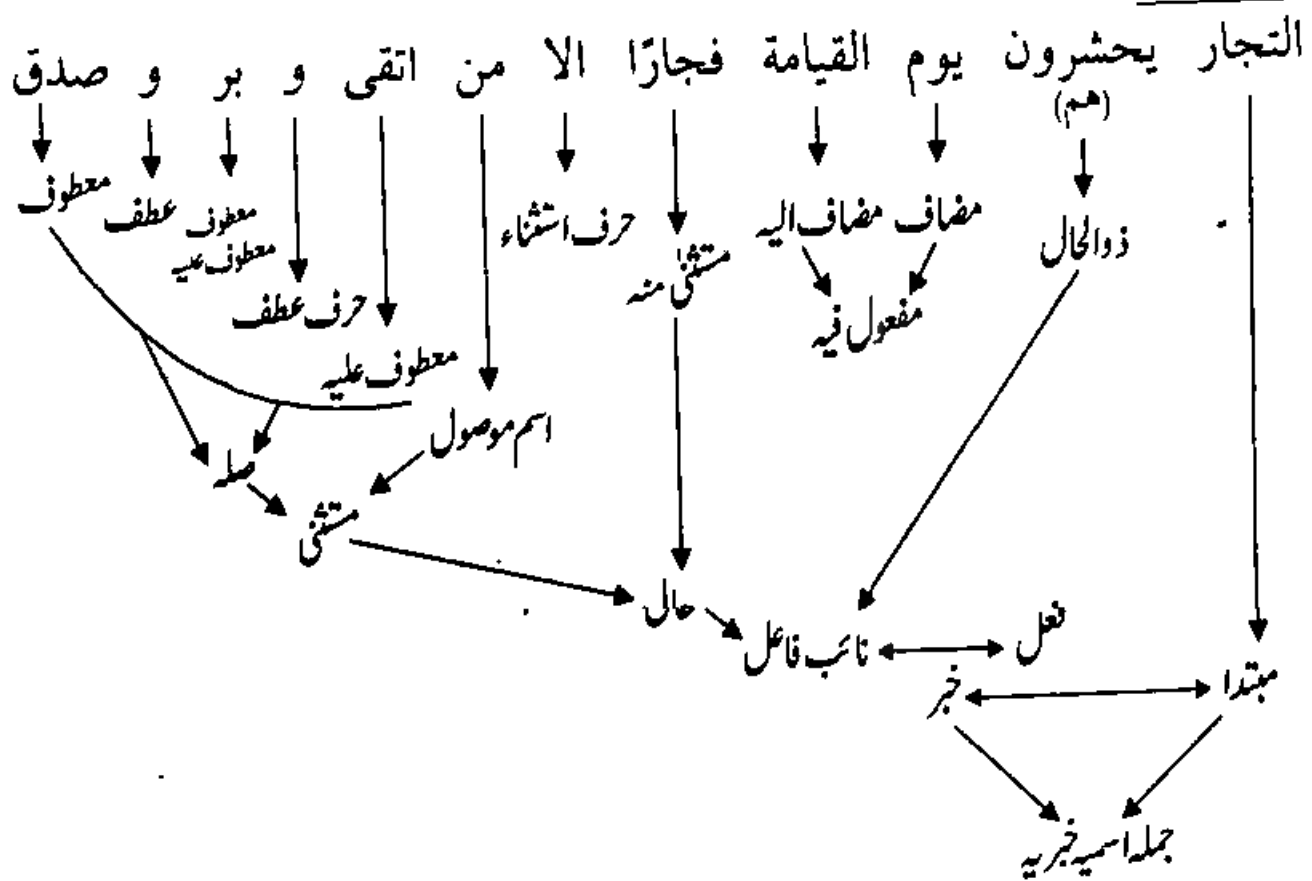 التجار يحشرون يوم القيامة فجارًا الا من اتقى و بر و صدق
(هم)
معطوف عطف معطوف
معطوف علیہ
حرف استثناء
مضاف مضاف الیہ
ذوالحال
مستثنیٰ منہ
حرف عطف
مفعول فیہ
معطوف علیہ
اسم موصول
صلہ
مستثنیٰ
حال
نائب فاعل
فعل
خبر
مبتدا
جملہ اسمیہ خبریہ